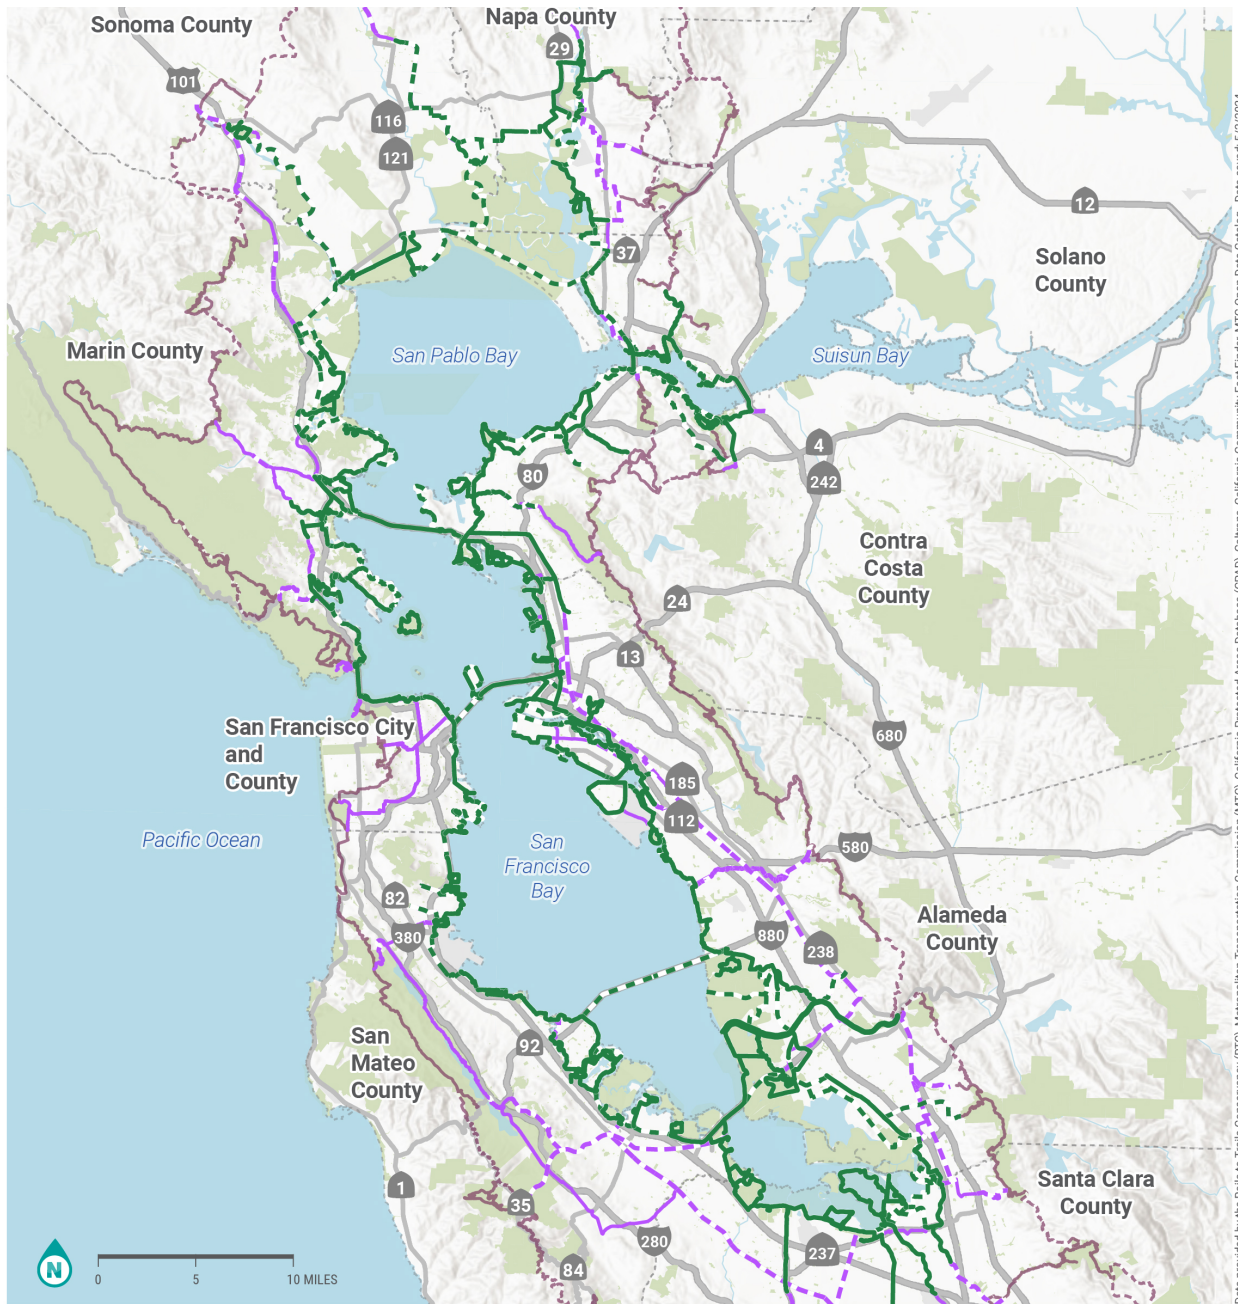 Sonoma County
Napa County
29
101
116
121
12
37
Solano
County
Marin County
San Pablo Bay
Suisun Bay
4
80
242
Contra
Costa
County
24
13
San Francisco City
and
County
680
185
112
Pacific Ocean
San
Francisco
Bay
580
82
380
880
238
Alameda
County
San
Mateo
County
92
1
35
Santa Clara
County
280
237
84
N
0
5
10 MILES